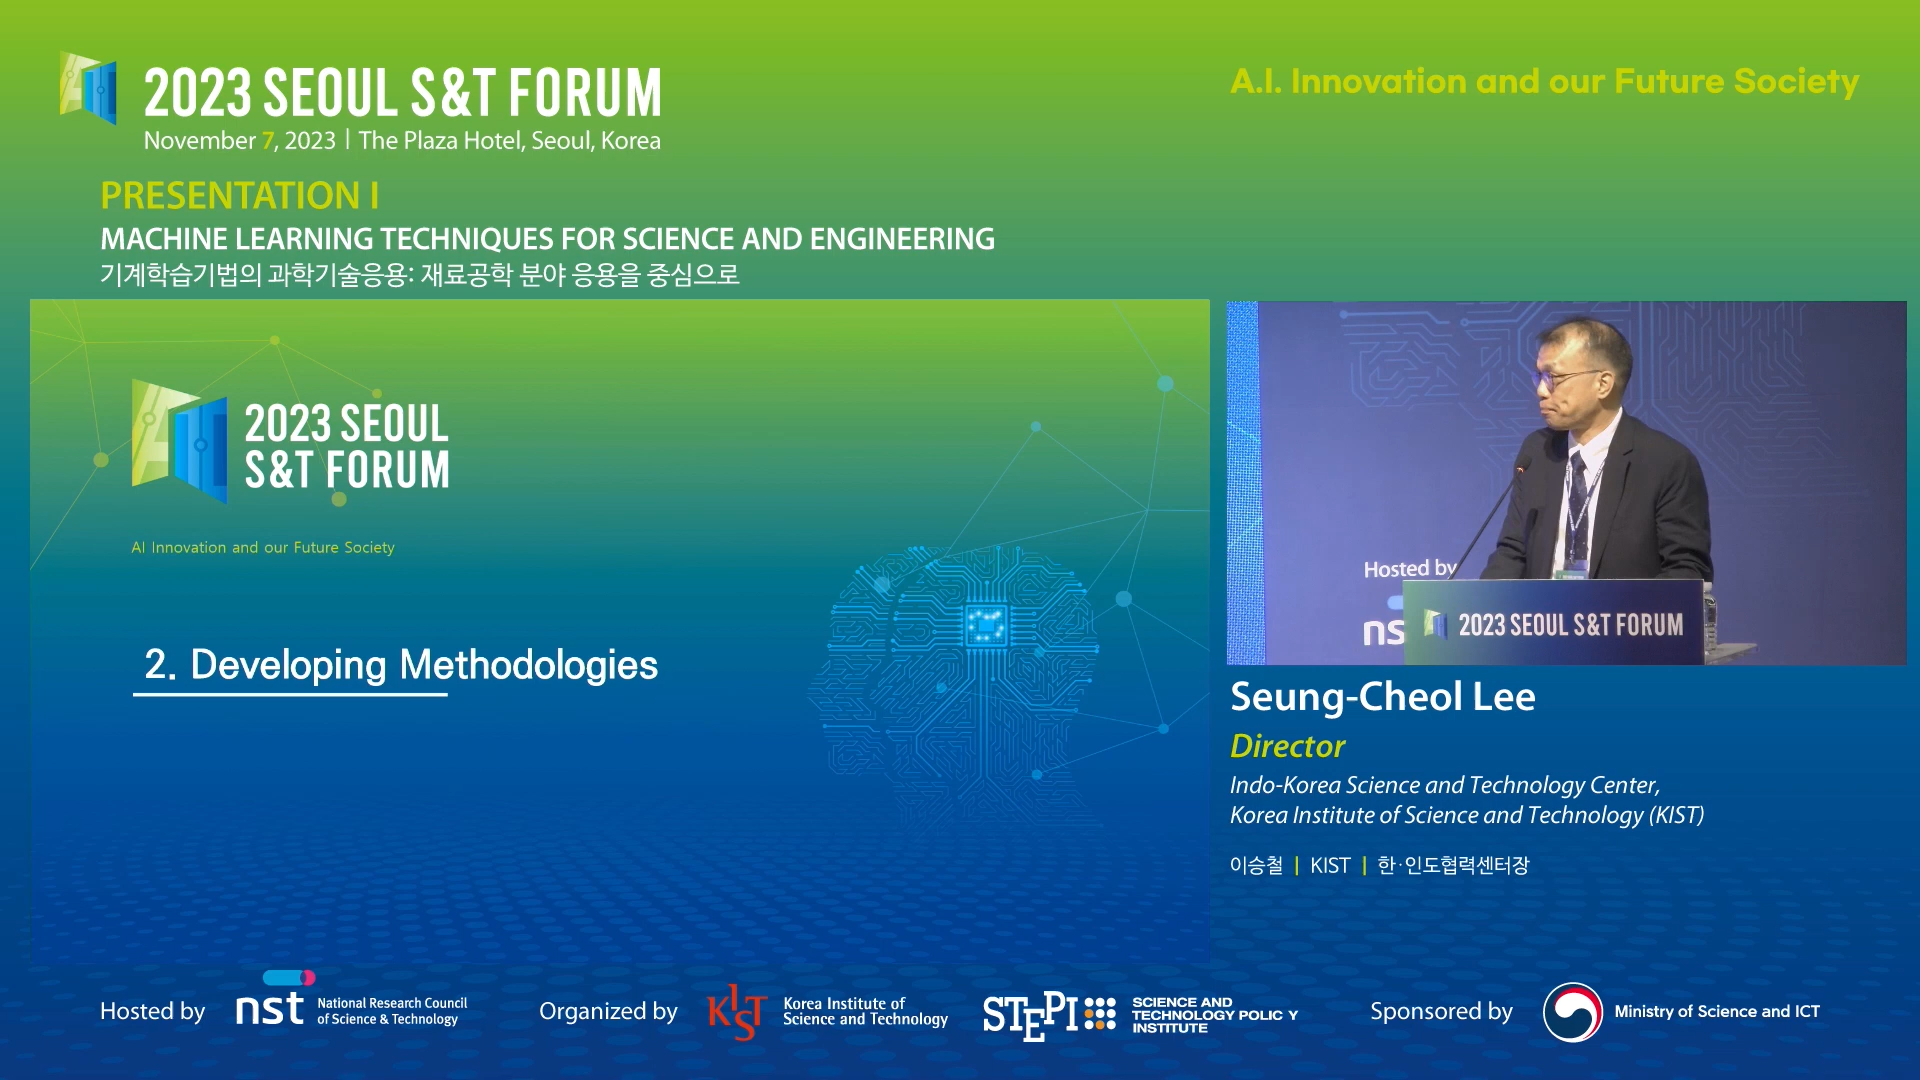 2023 SEOUL S&T FORUM
November 7, 2023 | The Plaza Hotel, Seoul, Korea
A.I. Innovation and our Future Society
PRESENTATION I
MACHINE LEARNING TECHNIQUES FOR SCIENCE AND ENGINEERING
기계학습기법의 과학기술응용: 재료공학 분야 응용을 중심으로
2023 SEOUL
S&T FORUM
AI Innovation and our Future Society
2. Developing Methodologies
Hosted by
nst
2023 SEOUL S&T FORUM
Seung-Cheol Lee
Director
Indo-Korea Science and Technology Center,
Korea Institute of Science and Technology (KIST)
이승철 | KIST | 한·인도협력센터장
Hosted by
nst
National Research Council
of Science & Technology
Organized by
KIST
Korea Institute of
Science and Technology
STEPI
SCIENCE AND
TECHNOLOGY POLIC Y
INSTITUTE
Sponsored by
Ministry of Science and ICT